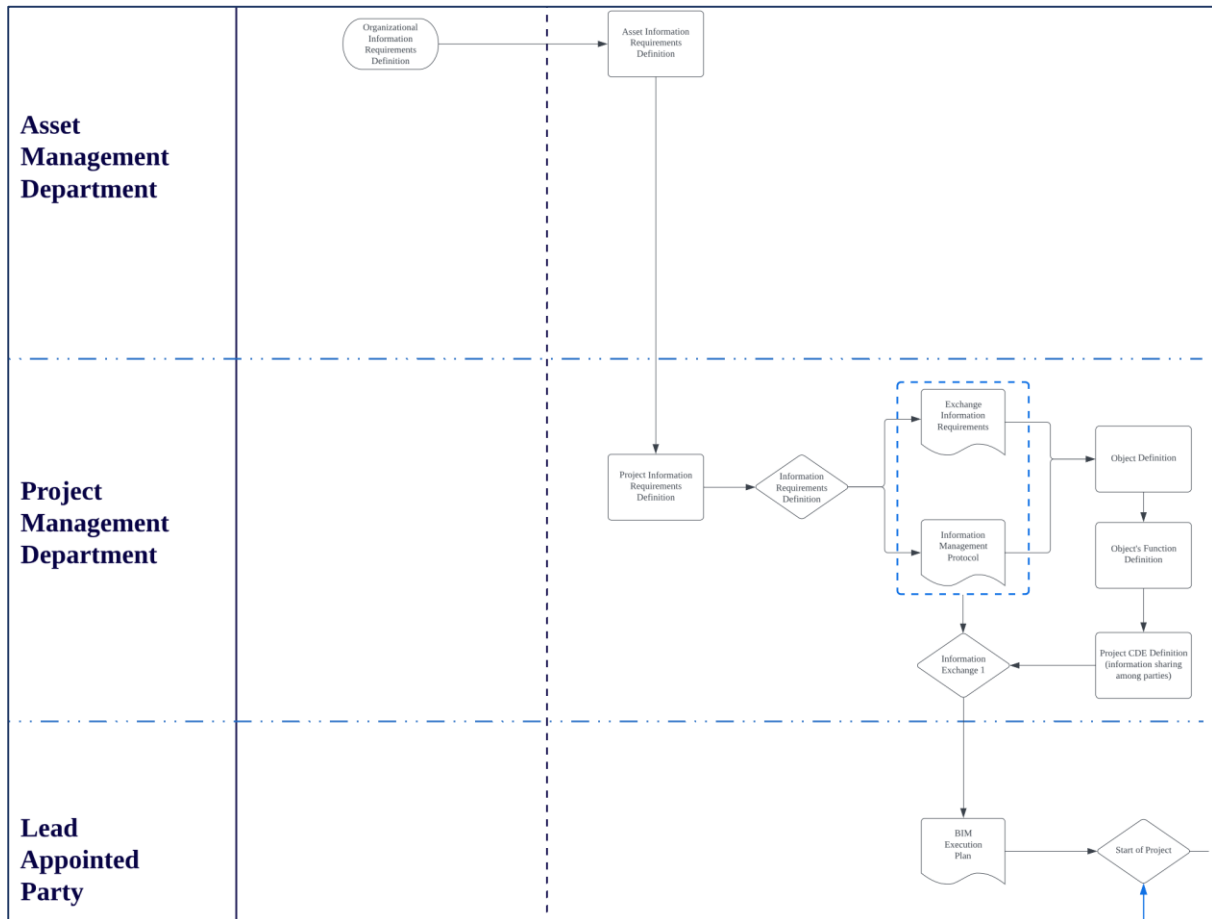 Organizational
Information
Requirements
Definition
Asset Information
Requirements
Definition
Asset
Management
Department
Project
Management
Department
Project Information
Requirements
Definition
Information
Requirements
Definition
Exchange
Information
Requirements
Information
Management
Protocol
Object Definition
Object's Function
Definition
Project CDE Definition
(information sharing
among parties)
Information
Exchange 1
Lead
Appointed
Party
BIM
Execution
Plan
Start of Project